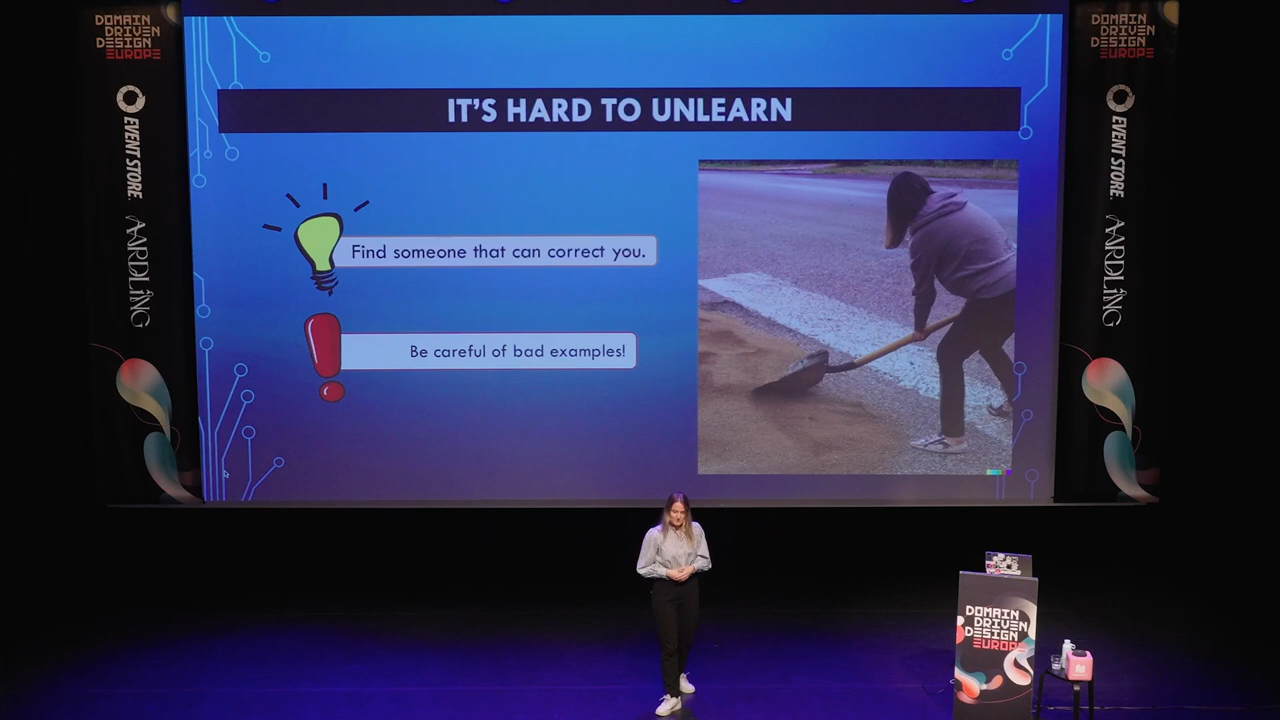 DOMAIN
DRIVEN
DESIGN
EUROPE
EVENT STORE.
AARDLING
IT'S HARD TO UNLEARN
Find someone that can correct you.
Be careful of bad examples!
DOMAIN
DRIVEN
DESIGN
EUROPE
EVENT STORE.
AARDLING
DOMAIN
DRIVEN
DESIGN
EUROPE